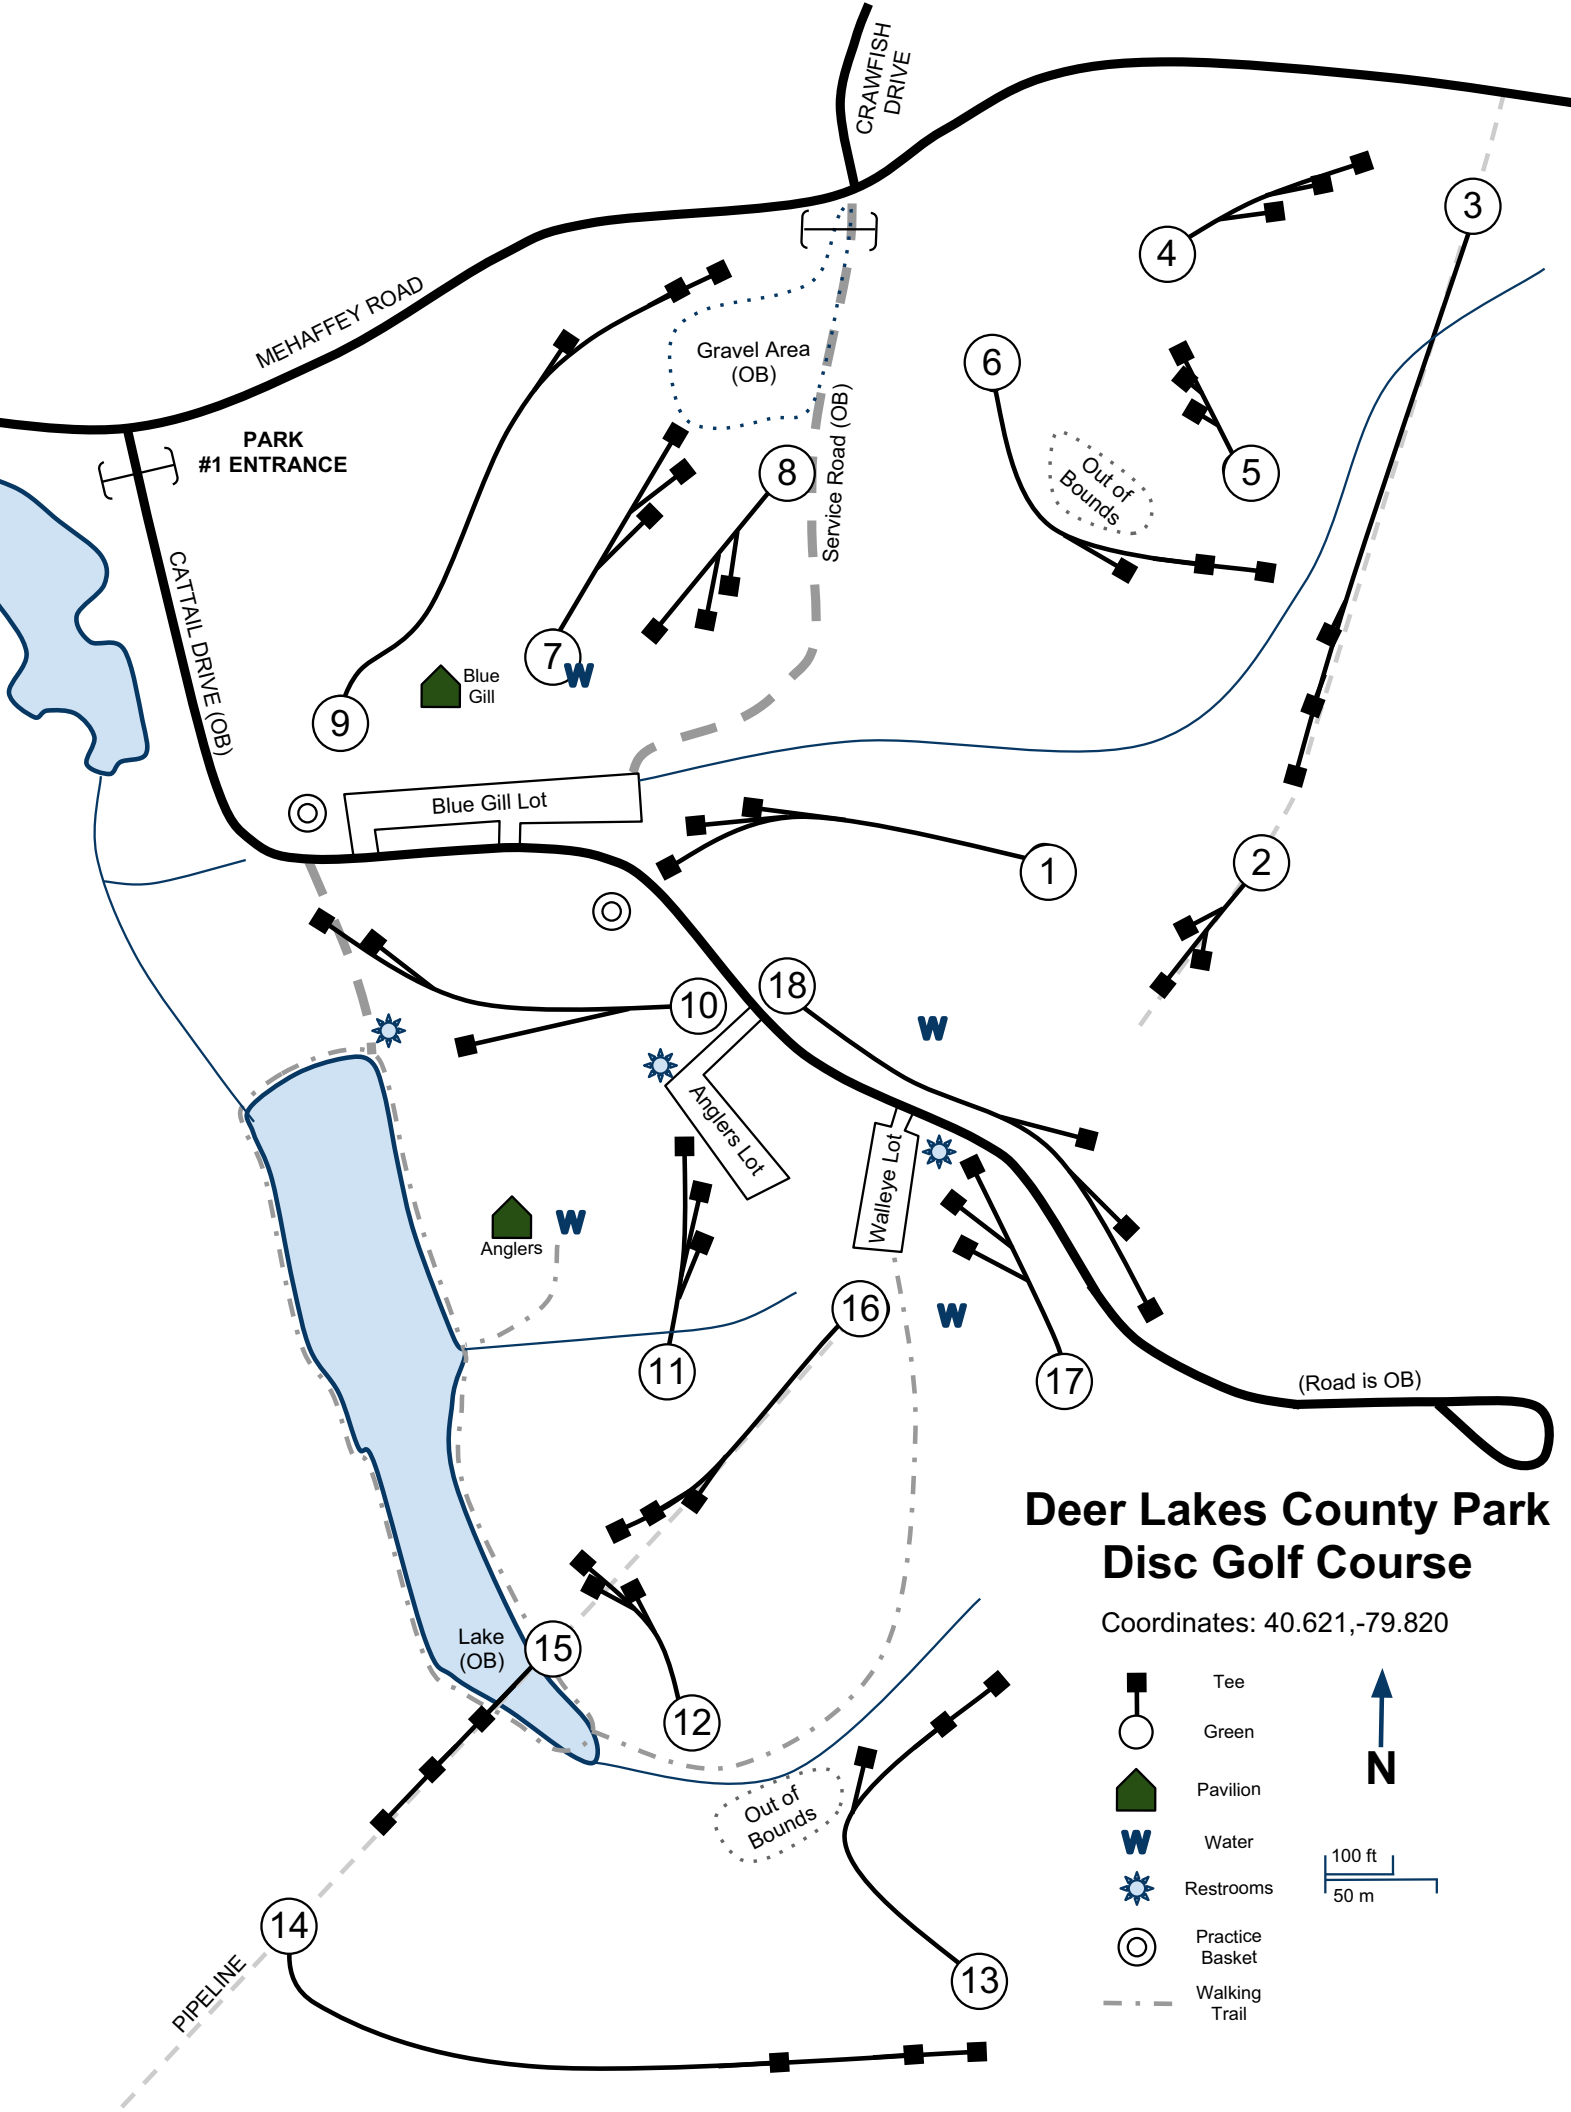 CRAWFISH
DRIVE
3
4
MEHAFFEY ROAD
Gravel Area
(OB)
6
Service Road (OB)
PARK
#1 ENTRANCE
8
Out of
Bounds
5
CATTAIL DRIVE (OB)
7
W
Blue
Gill
9
Blue Gill Lot
1
2
10
18
W
Anglers Lot
Walleye Lot
W
Anglers
16
W
11
17
(Road is OB)
Deer Lakes County Park
Disc Golf Course
Coordinates: 40.621,-79.820
Lake
(OB)
15
12
Tee
Green
N
Pavilion
Out of
Bounds
W
Water
100 ft
50 m
Restrooms
14
Practice
Basket
13
PIPELINE
Walking
Trail